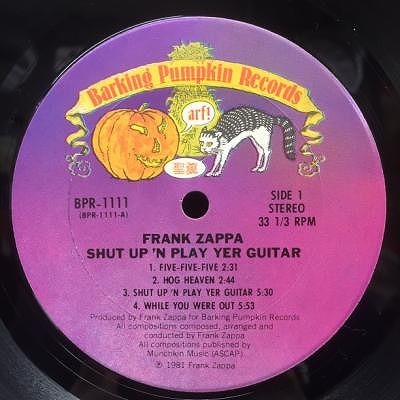 Barking Pumpkin Records
arf!
BPR-1111
(BPR-1111-A)
SIDE 1
STEREO
33 1/3 RPM
FRANK ZAPPA
SHUT UP 'N PLAY YER GUITAR
1. FIVE-FIVE-FIVE 2:31
2. HOG HEAVEN 2:44
3. SHUT UP 'N PLAY YER GUITAR 5:30
4. WHILE YOU WERE OUT 5:53
Produced by Frank Zappa for Barking Pumpkin Records
All compositions composed, arranged and
conducted by Frank Zappa
All compositions published by
Munchkin Music (ASCAP)
℗ 1981 Frank Zappa